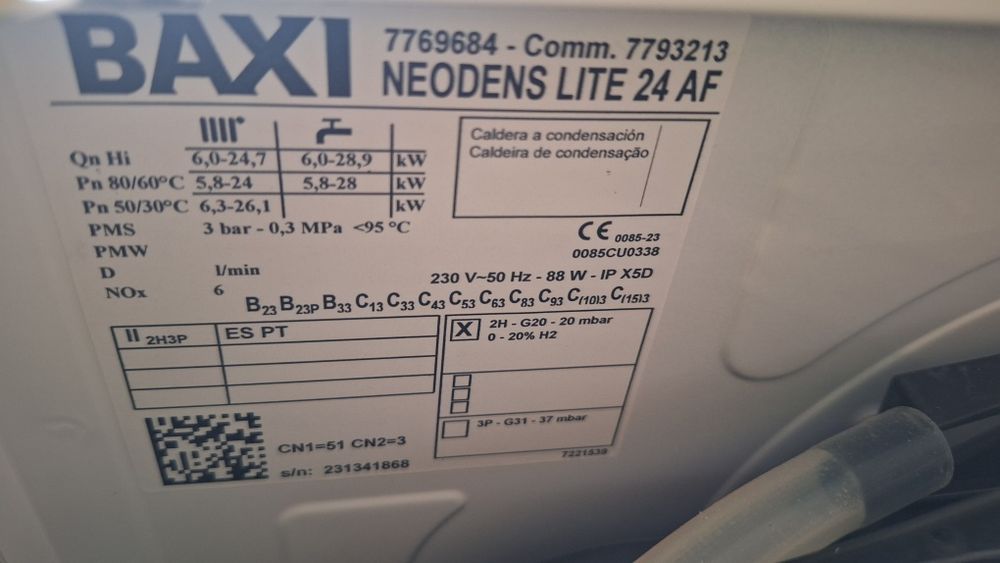 BAXI
7769684 - Comm. 7793213
NEODENS LITE 24 AF
Qn Hi 6,0-24,7 6,0-28,9 kW
Pn 80/60°C 5,8-24 5,8-28 kW
Pn 50/30°C 6,3-26,1 kW
PMS 3 bar - 0,3 MPa <95 °C
PMW
D l/min
NOx 6
Caldera a condensación
Caldeira de condensação
CE 0085-23
0085CU0338
230 V~50 Hz - 88 W - IP X5D
B23 B23P B33 C13 C33 C43 C53 C63 C83 C93 C(10)3 C(15)3
II 2H3P ES PT
X 2H - G20 - 20 mbar
0 - 20% H2
3P - G31 - 37 mbar
CN1=51 CN2=3
s/n: 231341868
7221539